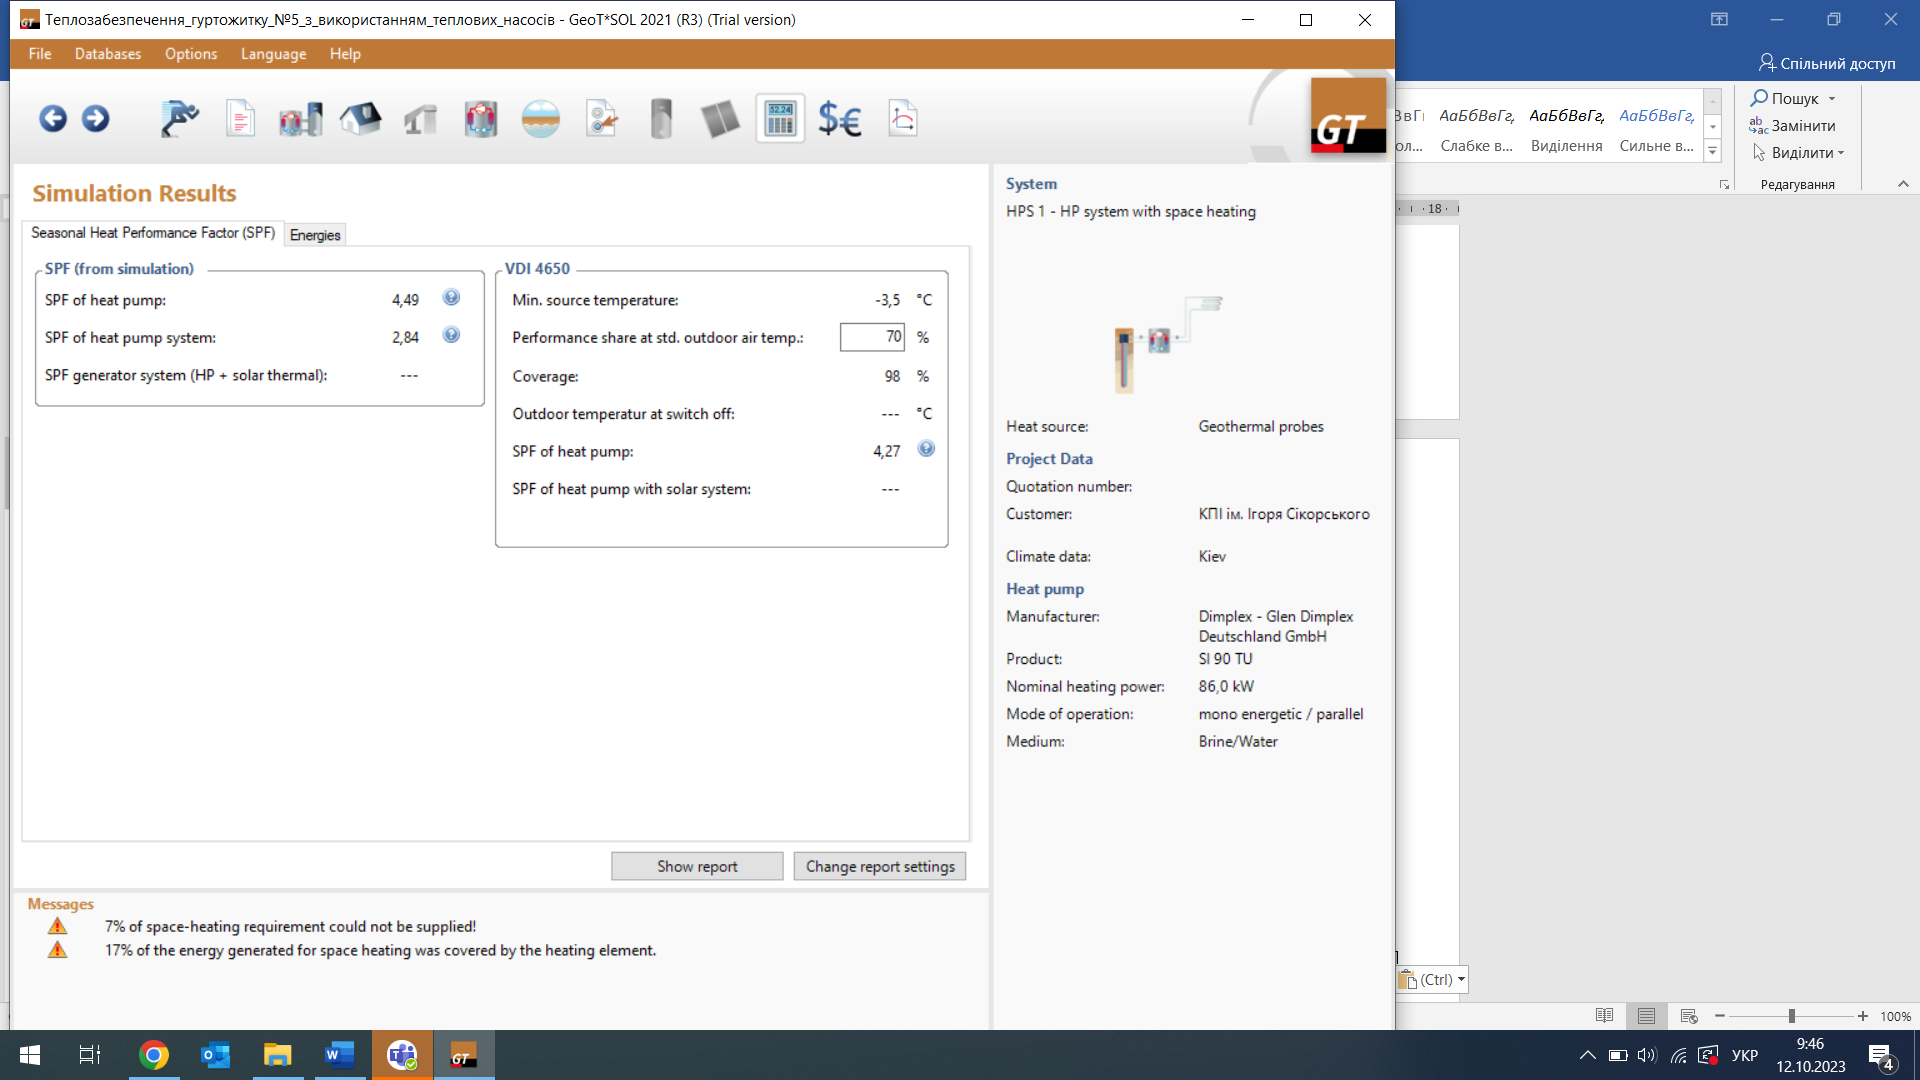 Теплозабезпечення_гуртожитку_№5_з_використанням_теплових_насосів - GeoT*SOL 2021 (R3) (Trial version)
File Databases Options Language Help
GT
Simulation Results
Seasonal Heat Performance Factor (SPF) Energies
SPF (from simulation)
SPF of heat pump: 4,49
SPF of heat pump system: 2,84
SPF generator system (HP + solar thermal): ---
VDI 4650
Min. source temperature: -3,5 °C
Performance share at std. outdoor air temp.: 70 %
Coverage: 98 %
Outdoor temperatur at switch off: --- °C
SPF of heat pump: 4,27
SPF of heat pump with solar system: ---
Show report Change report settings
Messages
7% of space-heating requirement could not be supplied!
17% of the energy generated for space heating was covered by the heating element.
System
HPS 1 - HP system with space heating
Heat source: Geothermal probes
Project Data
Quotation number:
Customer: КПІ ім. Ігоря Сікорського
Climate data: Kiev
Heat pump
Manufacturer: Dimplex - Glen Dimplex
Deutschland GmbH
Product: SI 90 TU
Nominal heating power: 86,0 kW
Mode of operation: mono energetic / parallel
Medium: Brine/Water
Спільний доступ
АаБбВвГг, АаБбВвГг, АаБбВвГг,
ол... Слабке в... Виділення Сильне в...
Пошук
Замінити
Виділити
Редагування
18
(Ctrl)
100%
УКР
9:46
12.10.2023
4